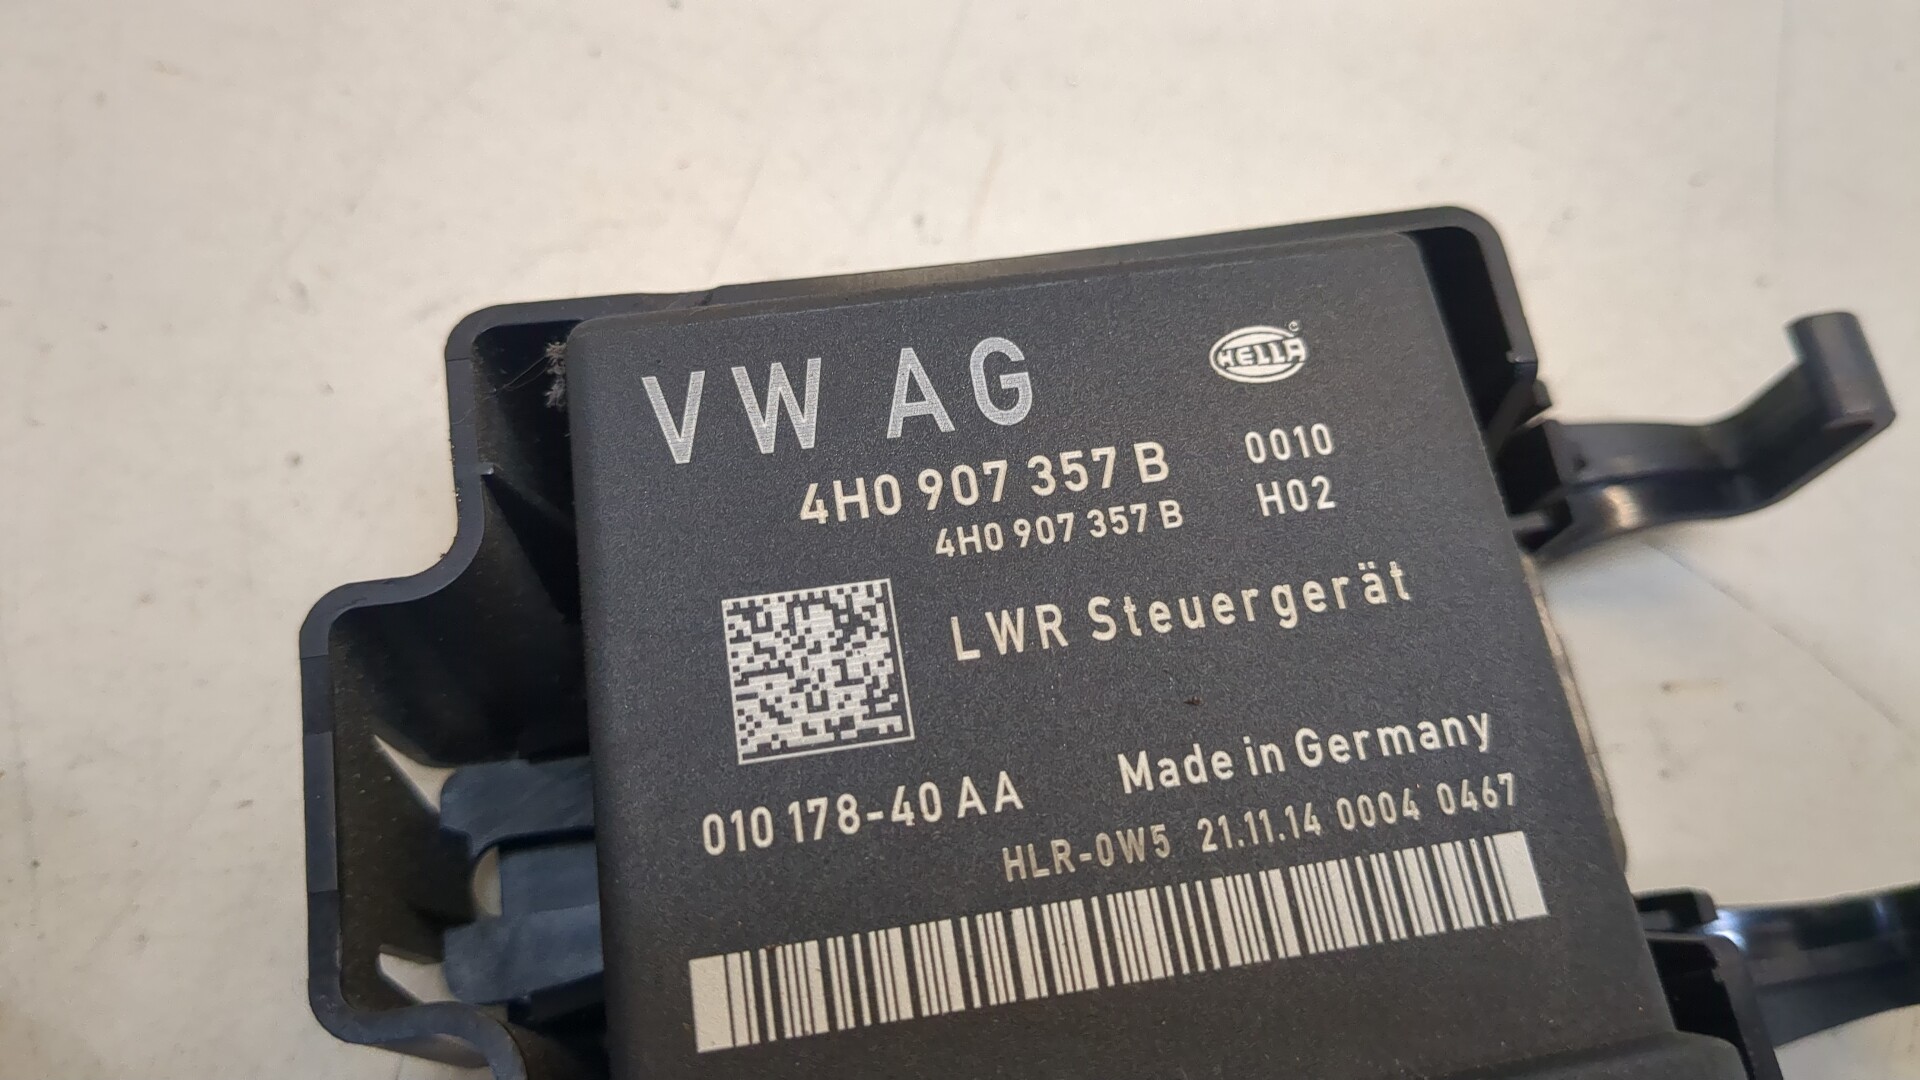 VW AG
HELLA
4H0 907 357 B 0010
4H0 907 357 B H02
LWR Steuergerät
Made in Germany
010 178-40 AA
HLR-0W5 21.11.14 0004 0467